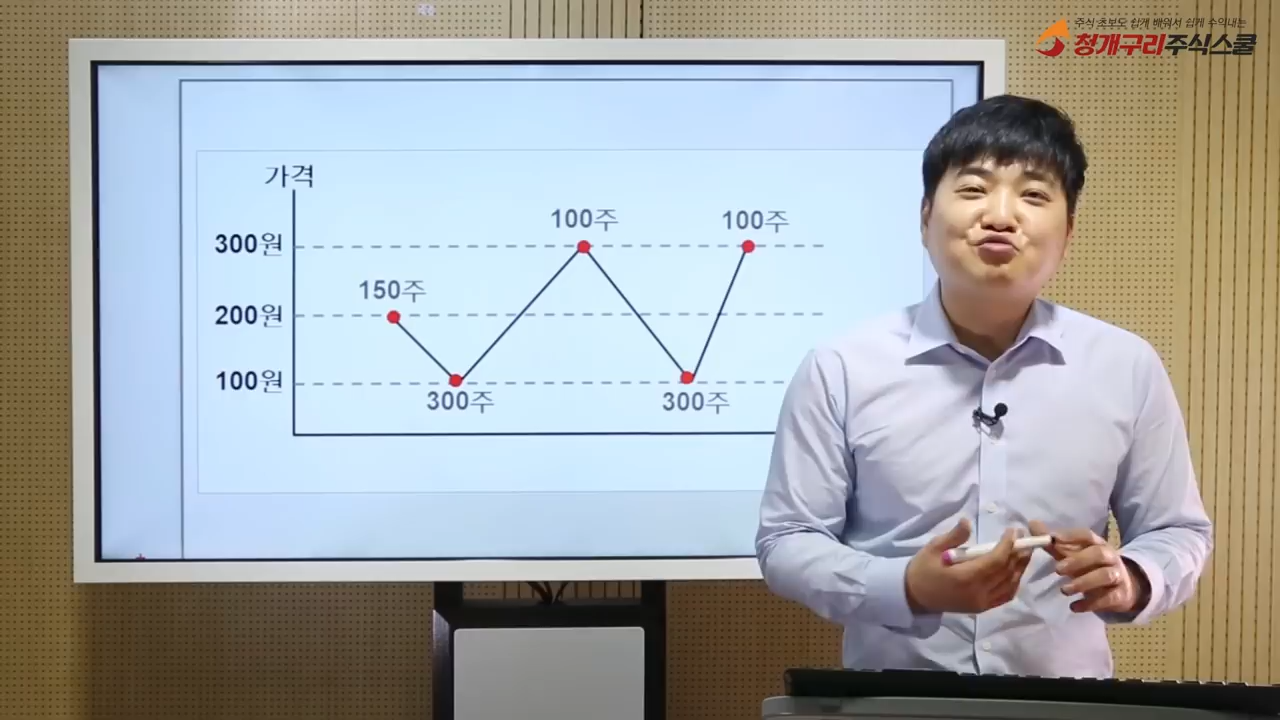 주식 초보도 쉽게 배워서 쉽게 수익내는
청개구리주식스쿨
가격
300원
200원
100원
150주
300주
100주
300주
100주